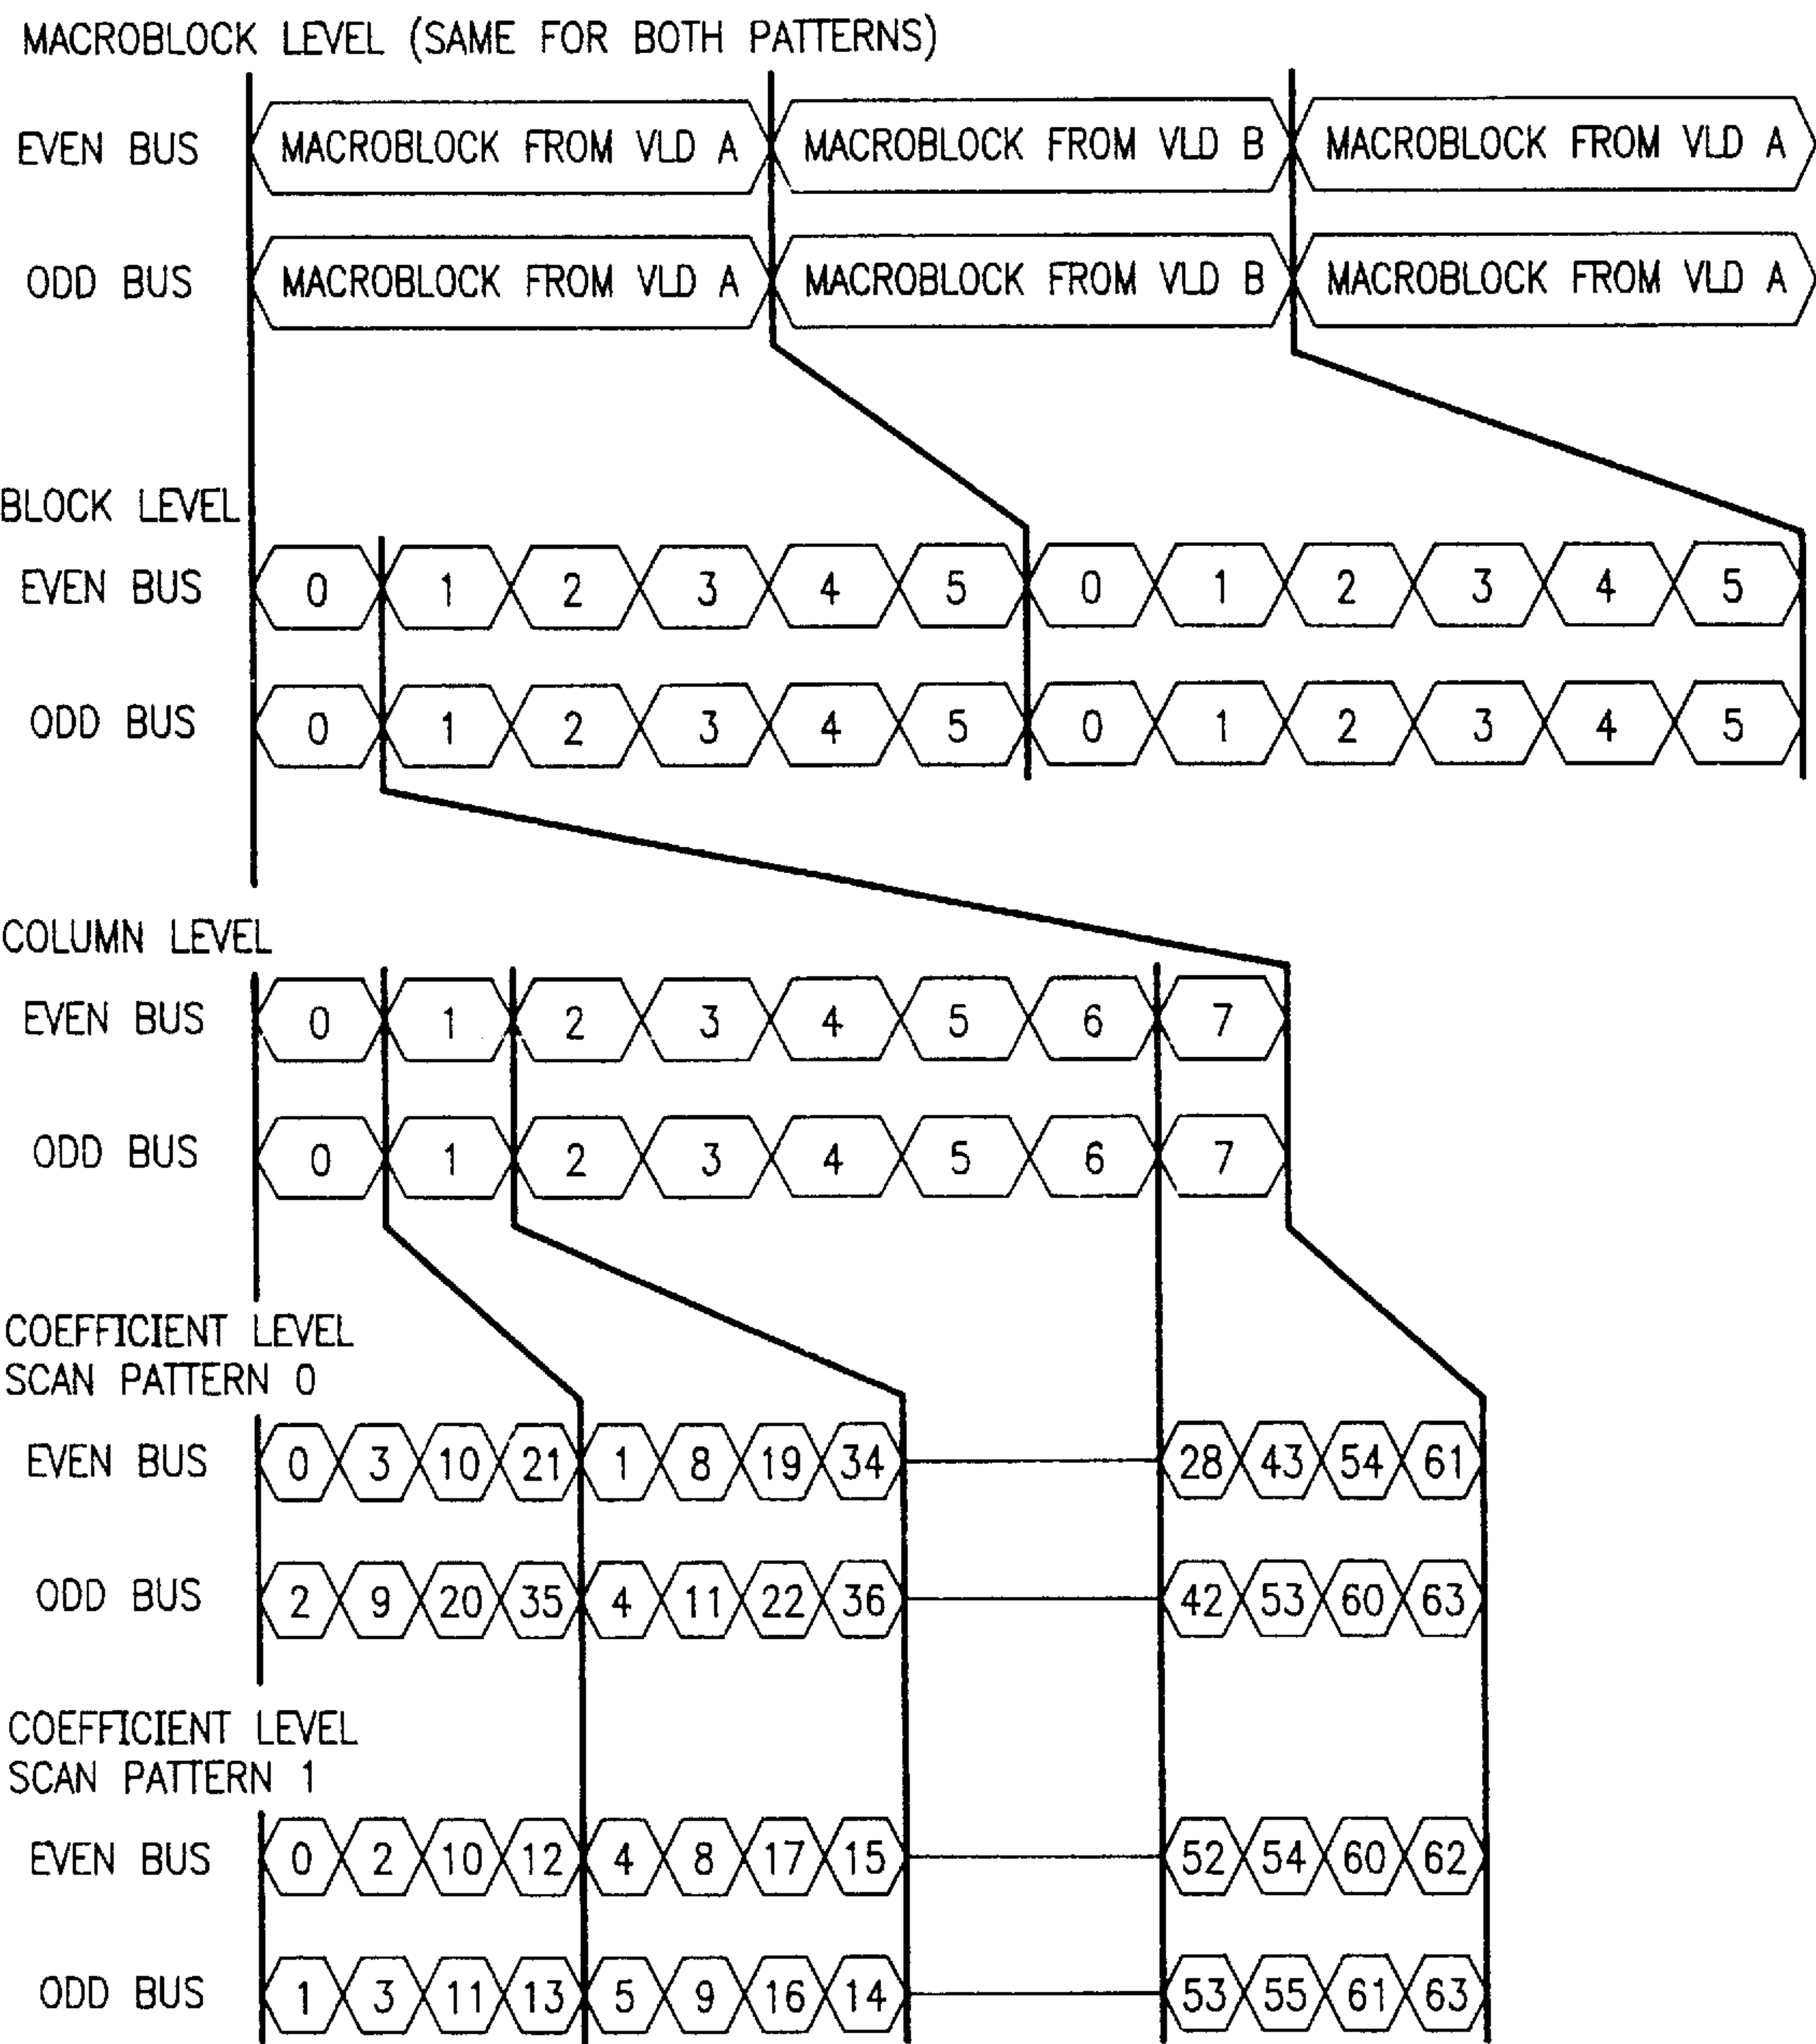 MACROBLOCK LEVEL (SAME FOR BOTH PATTERNS)
EVEN BUS MACROBLOCK FROM VLD A MACROBLOCK FROM VLD B MACROBLOCK FROM VLD A
ODD BUS MACROBLOCK FROM VLD A MACROBLOCK FROM VLD B MACROBLOCK FROM VLD A
BLOCK LEVEL
EVEN BUS 0 1 2 3 4 5 0 1 2 3 4 5
ODD BUS 0 1 2 3 4 5 0 1 2 3 4 5
COLUMN LEVEL
EVEN BUS 0 1 2 3 4 5 6 7
ODD BUS 0 1 2 3 4 5 6 7
COEFFICIENT LEVEL
SCAN PATTERN 0
EVEN BUS 0 3 10 21 1 8 19 34 28 43 54 61
ODD BUS 2 9 20 35 4 11 22 36 42 53 60 63
COEFFICIENT LEVEL
SCAN PATTERN 1
EVEN BUS 0 2 10 12 4 8 17 15 52 54 60 62
ODD BUS 1 3 11 13 5 9 16 14 53 55 61 63